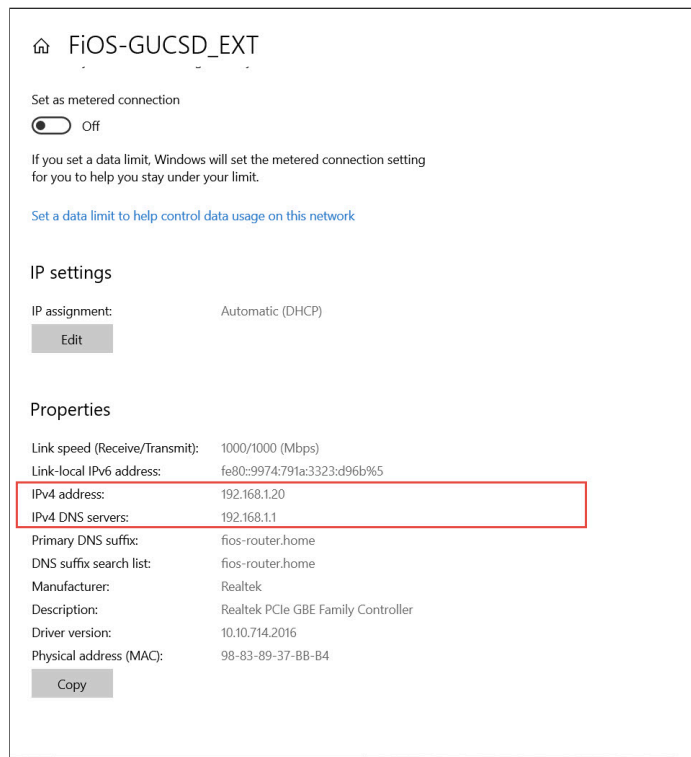 FiOS-GUCSD_EXT
Set as metered connection
Off
If you set a data limit, Windows will set the metered connection setting
for you to help you stay under your limit.
Set a data limit to help control data usage on this network
IP settings
IP assignment: Automatic (DHCP)
Edit
Properties
Link speed (Receive/Transmit): 1000/1000 (Mbps)
Link-local IPv6 address: fe80::9974:791a:3323:d96b%5
IPv4 address: 192.168.1.20
IPv4 DNS servers: 192.168.1.1
Primary DNS suffix: fios-router.home
DNS suffix search list: fios-router.home
Manufacturer: Realtek
Description: Realtek PCIe GBE Family Controller
Driver version: 10.10.714.2016
Physical address (MAC): 98-83-89-37-BB-B4
Copy